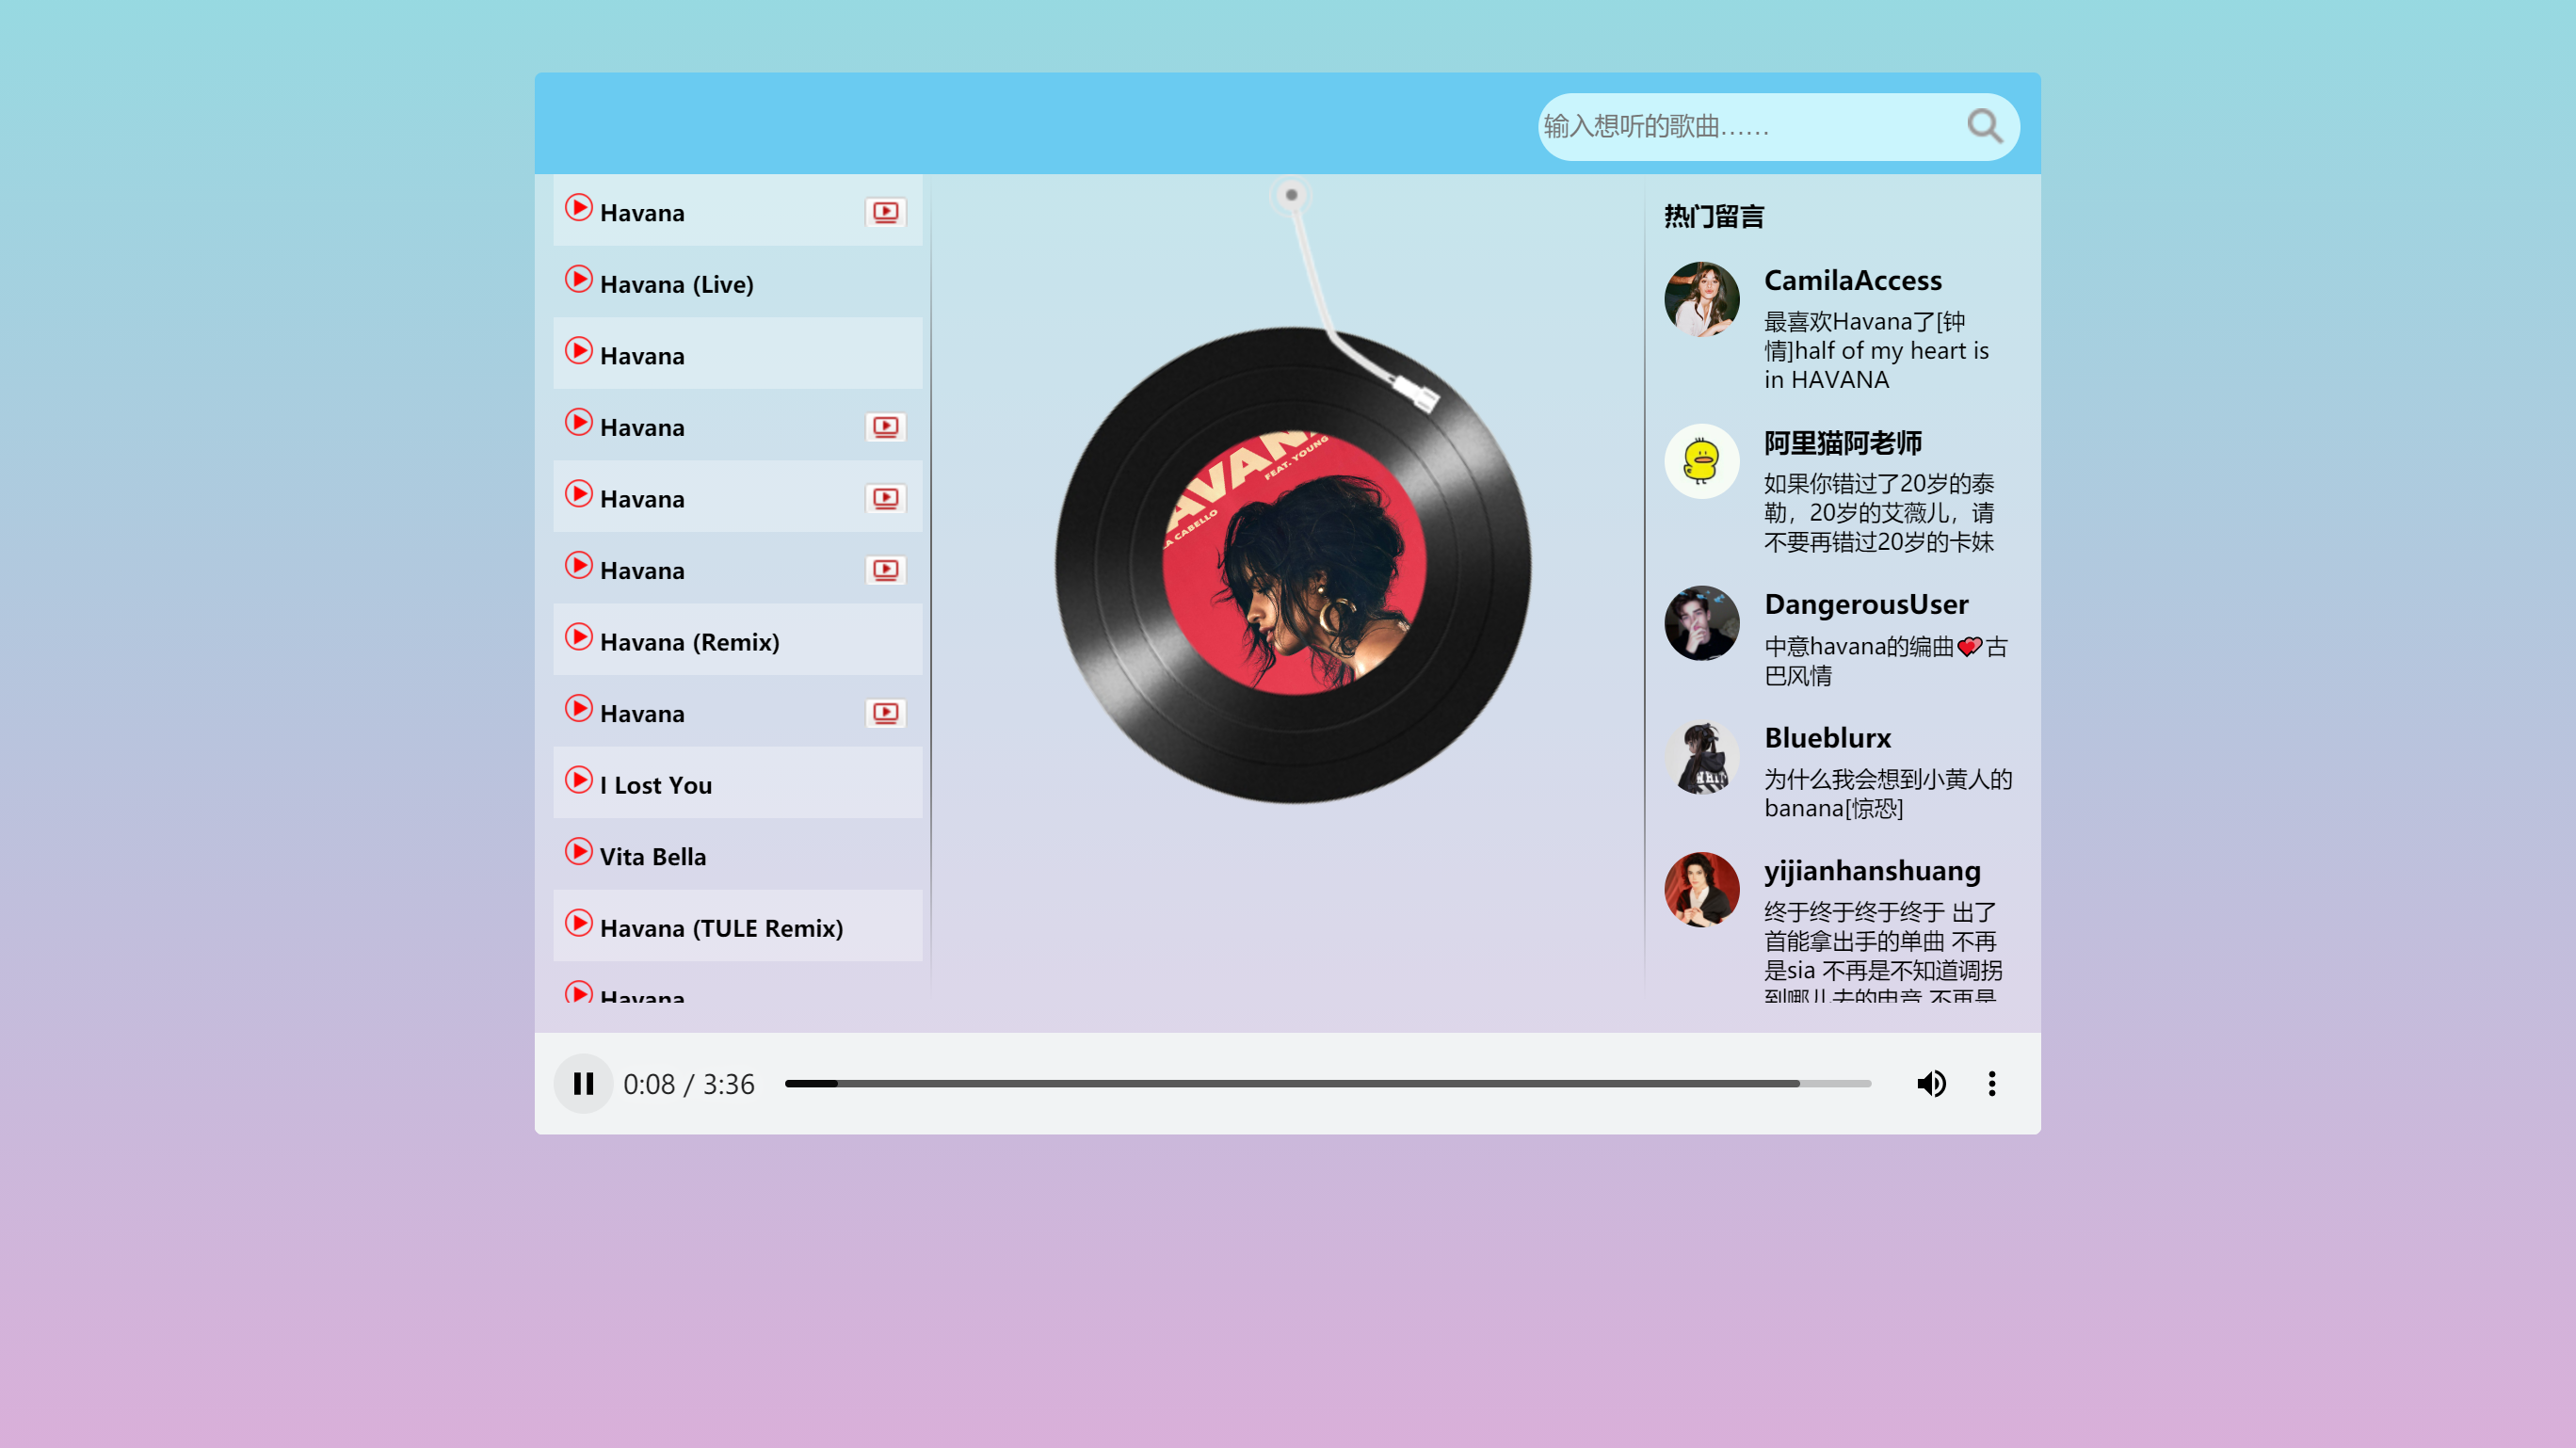 输入想听的歌曲……
Havana
Havana (Live)
Havana
Havana
Havana
Havana
Havana (Remix)
Havana
I Lost You
Vita Bella
Havana (TULE Remix)
Havana
AVAN
FEAT. YOUNG
A CABELLO
热门留言
CamilaAccess
最喜欢Havana了[钟
情]half of my heart is
in HAVANA
阿里猫阿老师
如果你错过了20岁的泰
勒，20岁的艾薇儿，请
不要再错过20岁的卡妹
DangerousUser
中意havana的编曲💕古
巴风情
Blueblurx
为什么我会想到小黄人的
banana[惊恐]
yijianhanshuang
终于终于终于终于 出了
首能拿出手的单曲 不再
是sia 不再是不知道调拐
到哪儿去的电音 不再是
0:08 / 3:36